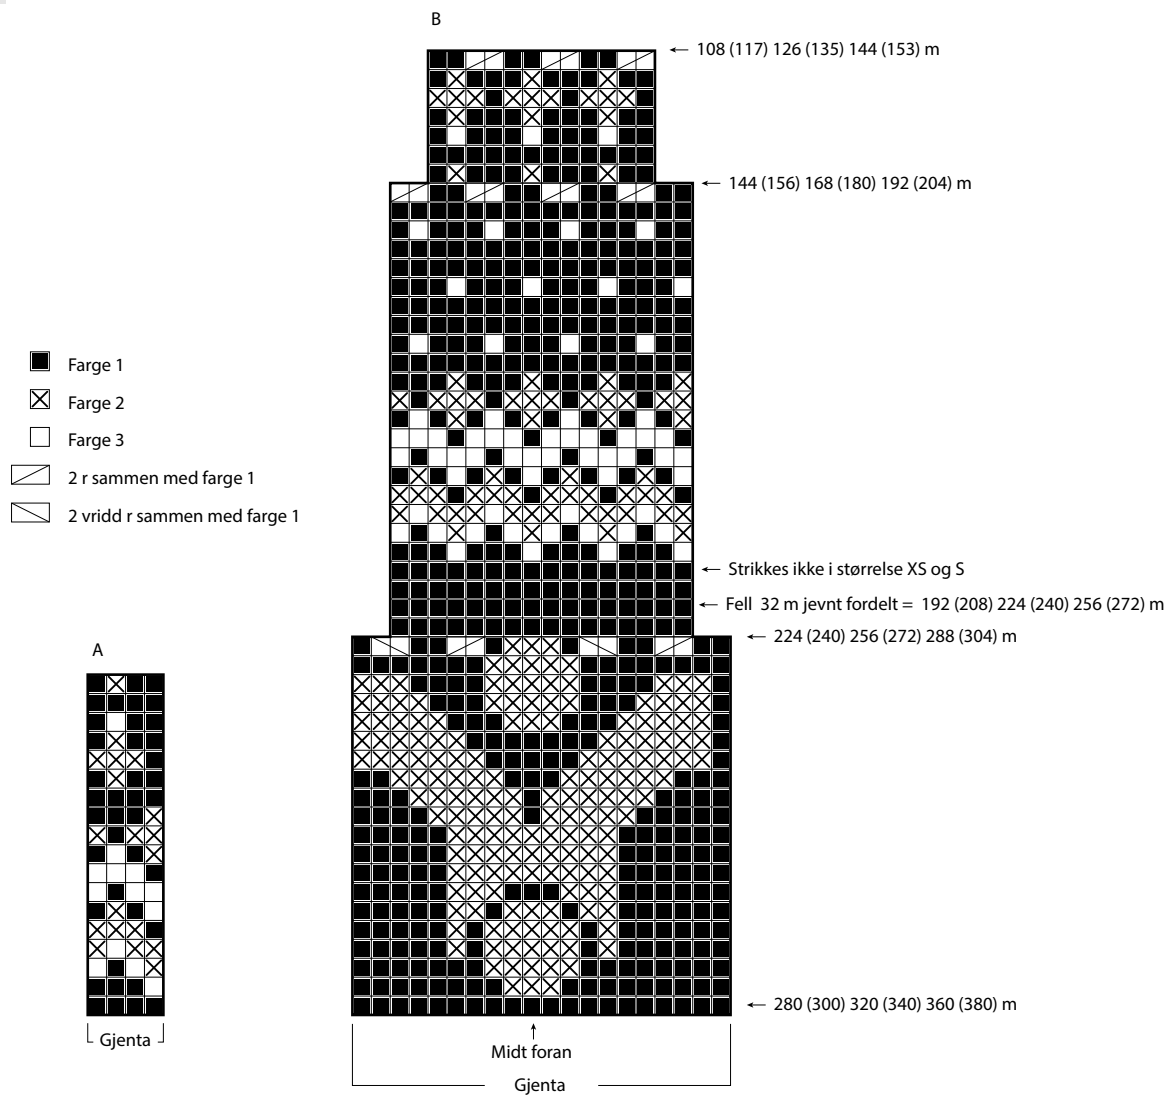 B
108 (117) 126 (135) 144 (153) m
144 (156) 168 (180) 192 (204) m
Farge 1
Farge 2
Farge 3
2 r sammen med farge 1
2 vridd r sammen med farge 1
Strikkes ikke i størrelse XS og S
Fell 32 m jevnt fordelt = 192 (208) 224 (240) 256 (272) m
224 (240) 256 (272) 288 (304) m
A
280 (300) 320 (340) 360 (380) m
Gjenta
Midt foran
Gjenta